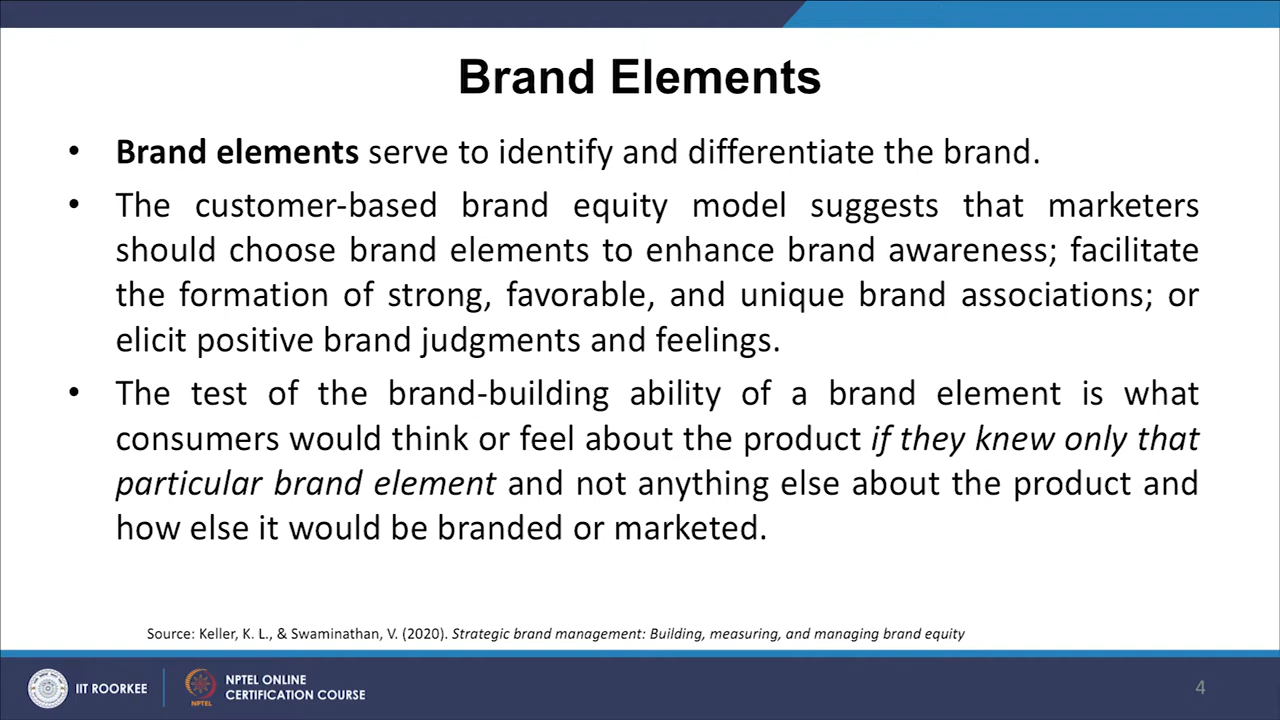 Brand Elements
• Brand elements serve to identify and differentiate the brand.
• The customer-based brand equity model suggests that marketers
should choose brand elements to enhance brand awareness; facilitate
the formation of strong, favorable, and unique brand associations; or
elicit positive brand judgments and feelings.
• The test of the brand-building ability of a brand element is what
consumers would think or feel about the product if they knew only that
particular brand element and not anything else about the product and
how else it would be branded or marketed.
Source: Keller, K. L., & Swaminathan, V. (2020). Strategic brand management: Building, measuring, and managing brand equity
IIT ROORKEE
NPTEL
NPTEL ONLINE
CERTIFICATION COURSE
4